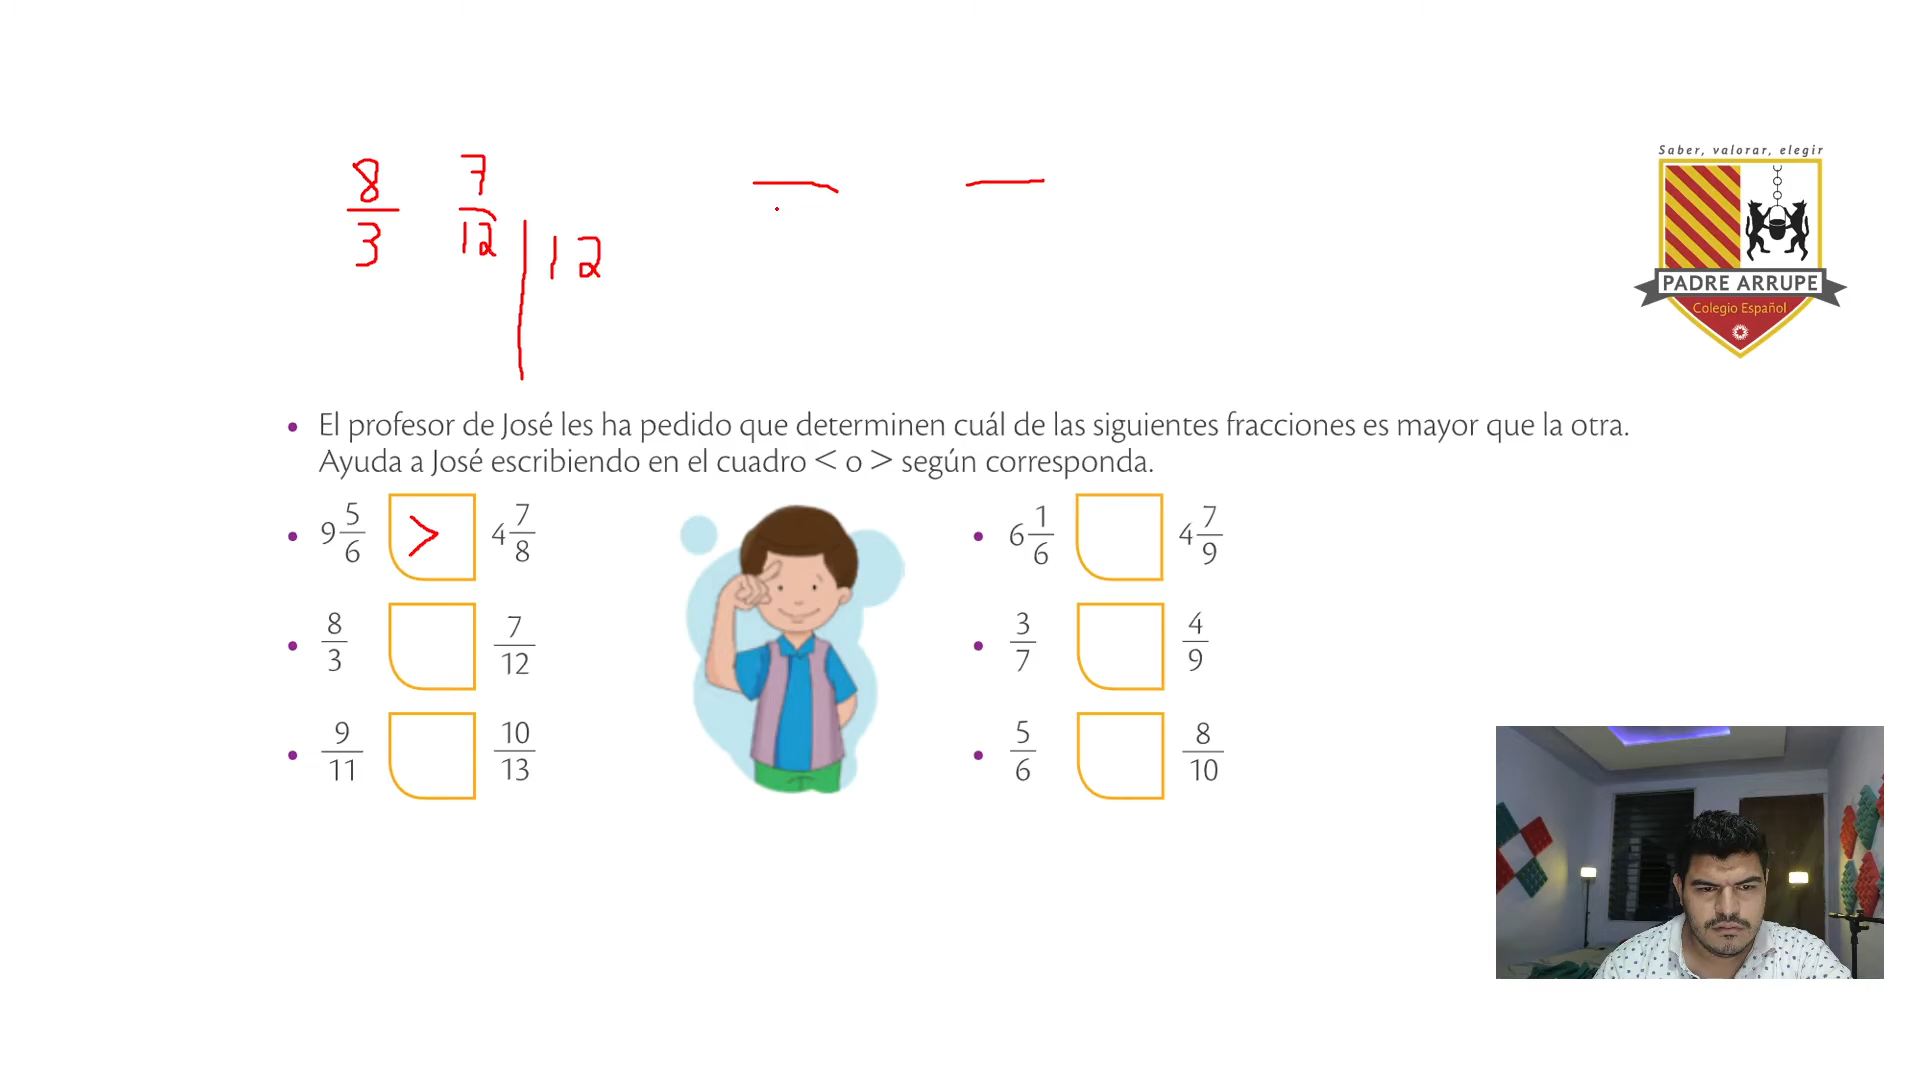 Saber, valorar, elegir
PADRE ARRUPE
Colegio Español
8/3 7/12 | 12
• El profesor de José les ha pedido que determinen cuál de las siguientes fracciones es mayor que la otra.
Ayuda a José escribiendo en el cuadro < o > según corresponda.
• 9 5/6 > 4 7/8
• 8/3 7/12
• 9/11 10/13
• 6 1/6 4 7/9
• 3/7 4/9
• 5/6 8/10